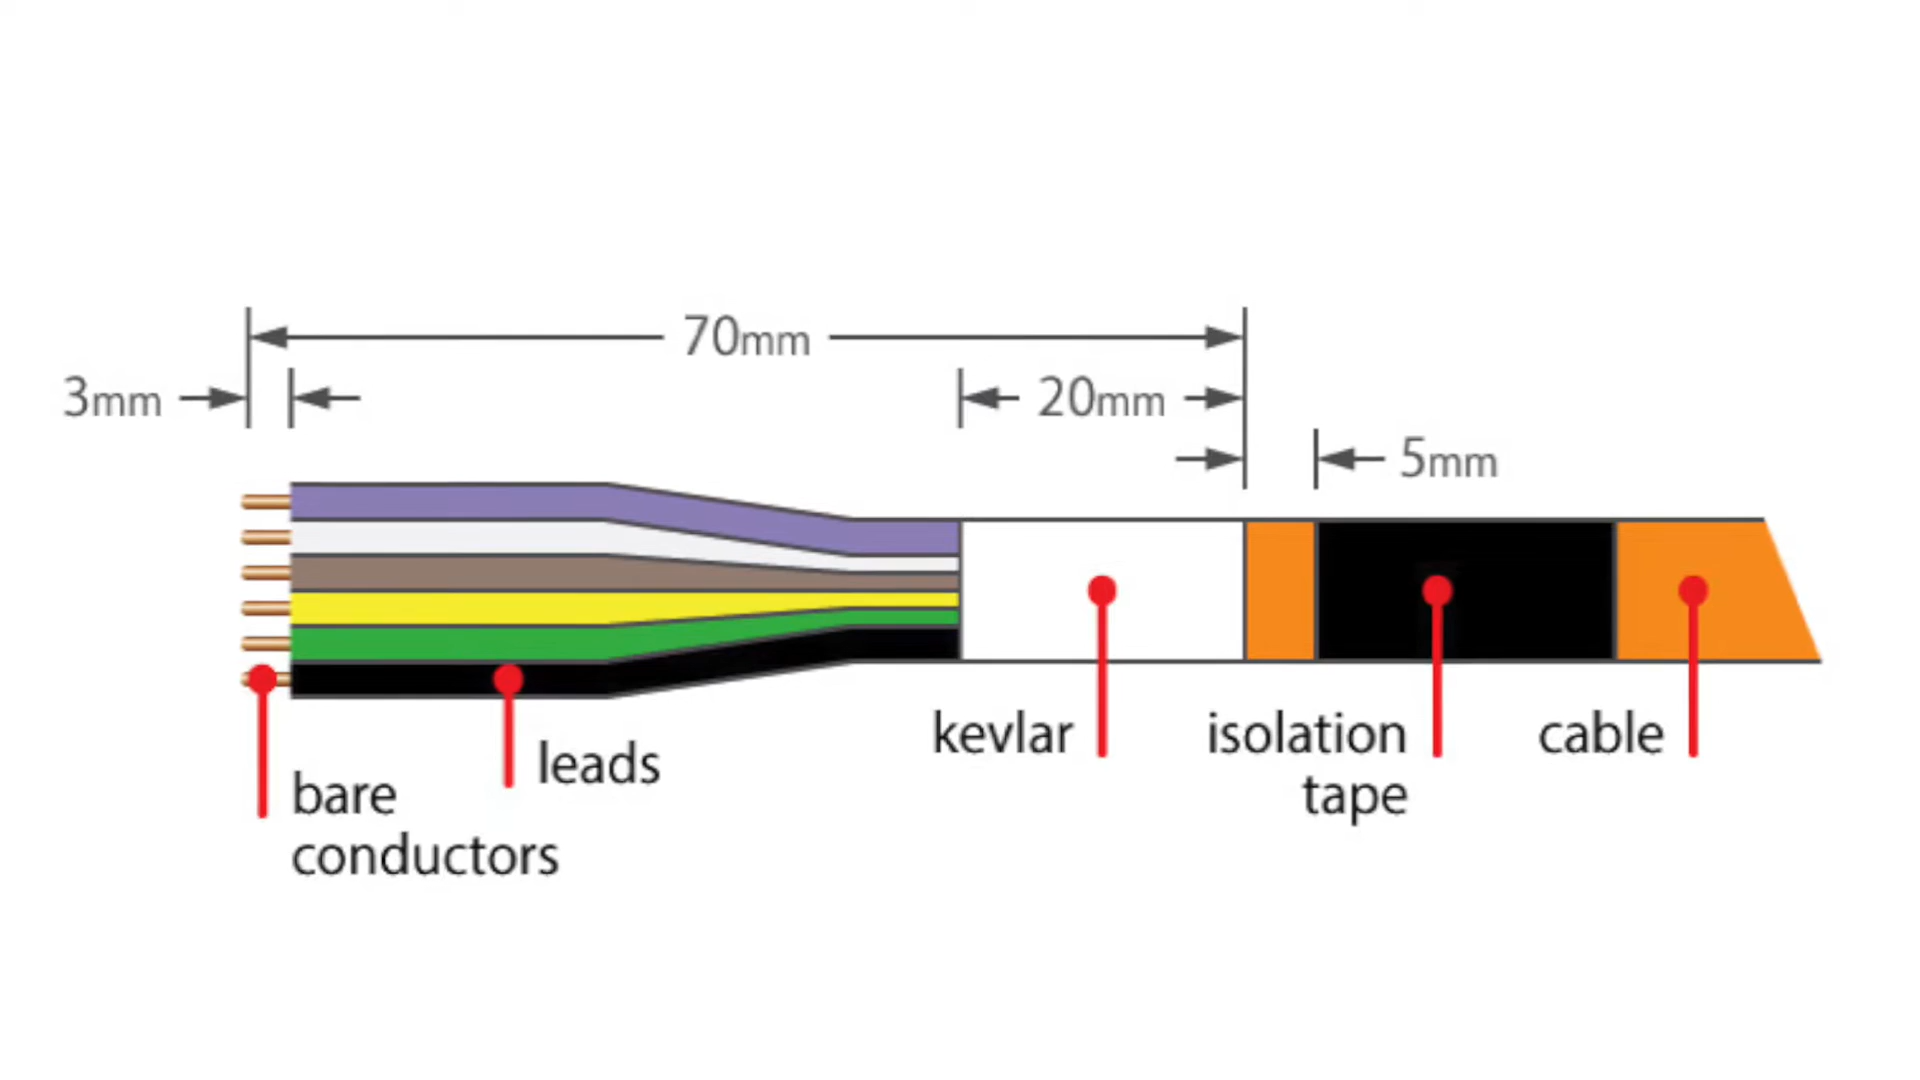 70mm
3mm
20mm
5mm
kevlar
isolation
tape
cable
leads
bare
conductors